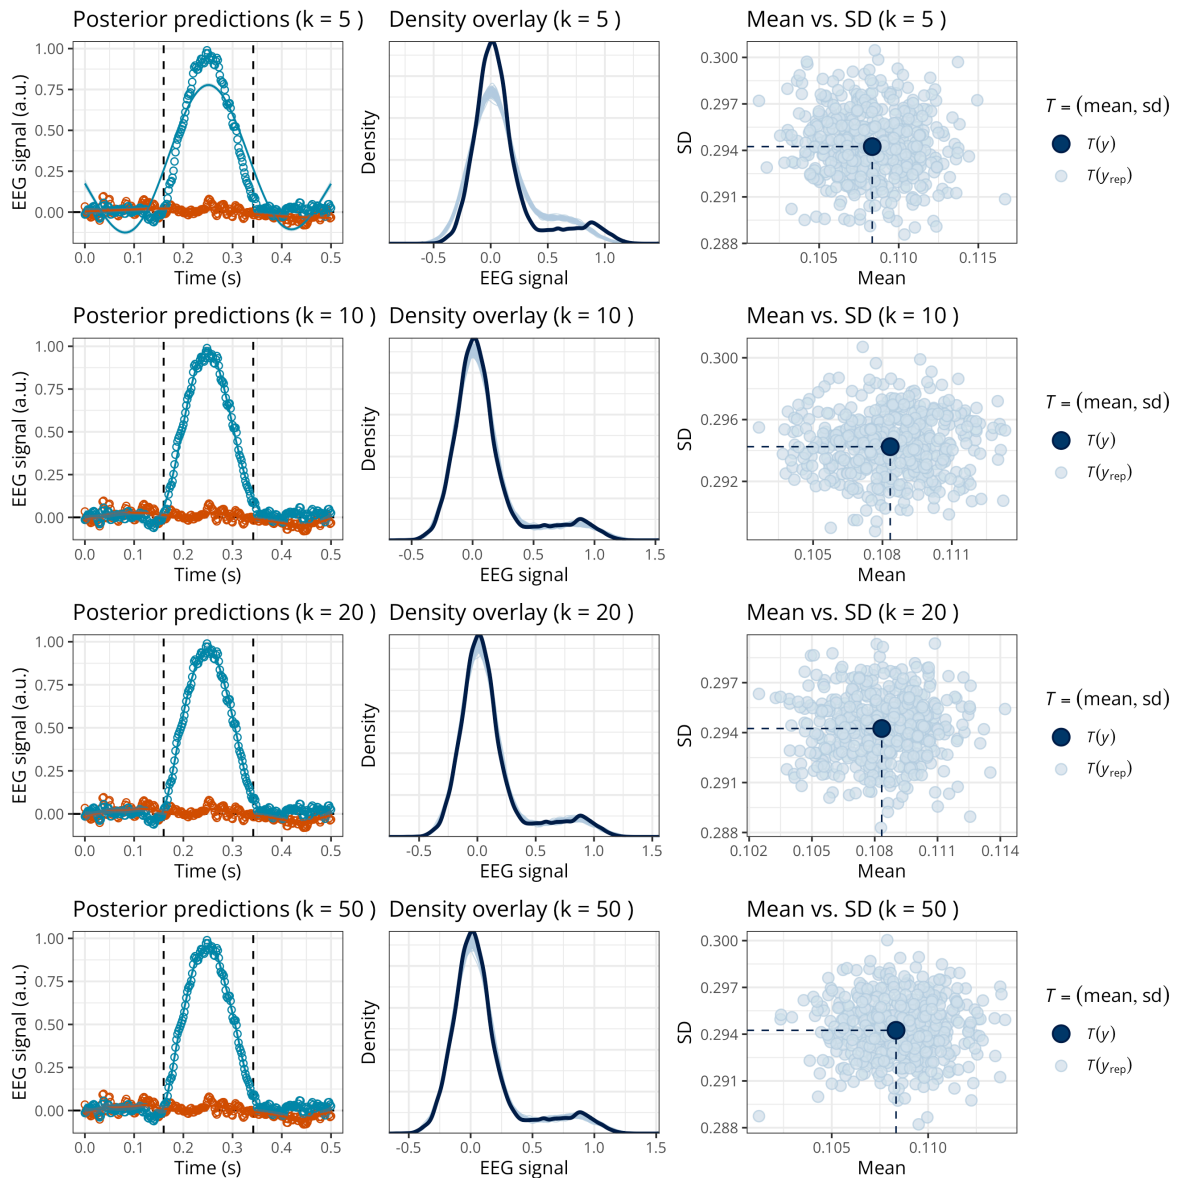 Posterior predictions (k = 5 )
EEG signal (a.u.)
1.00
0.75
0.50
0.25
0.00
0.0 0.1 0.2 0.3 0.4 0.5
Time (s)
Density overlay (k = 5 )
Density
-0.5 0.0 0.5 1.0
EEG signal
Mean vs. SD (k = 5 )
SD
0.300
0.297
0.294
0.291
0.288
0.105 0.110 0.115
Mean
T = (mean, sd)
T(y)
T(yrep)
Posterior predictions (k = 10 )
EEG signal (a.u.)
1.00
0.75
0.50
0.25
0.00
0.0 0.1 0.2 0.3 0.4 0.5
Time (s)
Density overlay (k = 10 )
Density
-0.5 0.0 0.5 1.0 1.5
EEG signal
Mean vs. SD (k = 10 )
SD
0.300
0.296
0.292
0.105 0.108 0.111
Mean
T = (mean, sd)
T(y)
T(yrep)
Posterior predictions (k = 20 )
EEG signal (a.u.)
1.00
0.75
0.50
0.25
0.00
0.0 0.1 0.2 0.3 0.4 0.5
Time (s)
Density overlay (k = 20 )
Density
-0.5 0.0 0.5 1.0 1.5
EEG signal
Mean vs. SD (k = 20 )
SD
0.297
0.294
0.291
0.288
0.102 0.105 0.108 0.111 0.114
Mean
T = (mean, sd)
T(y)
T(yrep)
Posterior predictions (k = 50 )
EEG signal (a.u.)
1.00
0.75
0.50
0.25
0.00
0.0 0.1 0.2 0.3 0.4 0.5
Time (s)
Density overlay (k = 50 )
Density
-0.5 0.0 0.5 1.0 1.5
EEG signal
Mean vs. SD (k = 50 )
SD
0.300
0.297
0.294
0.291
0.288
0.105 0.110
Mean
T = (mean, sd)
T(y)
T(yrep)